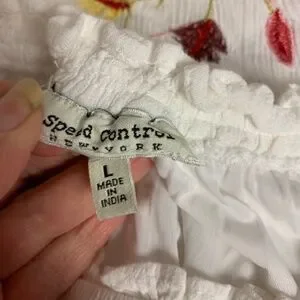 speed control
NEW YORK
L
MADE
IN
INDIA